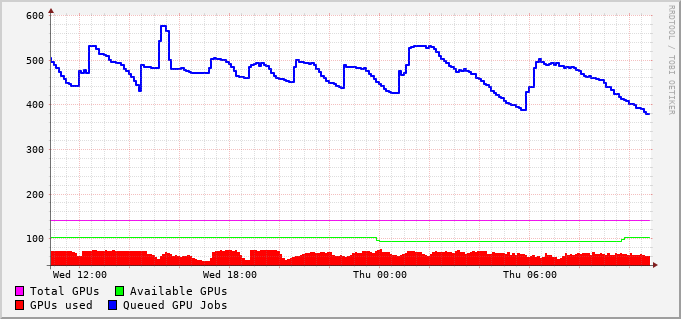 600
500
400
300
200
100
Wed 12:00 Wed 18:00 Thu 00:00 Thu 06:00
Total GPUs Available GPUs
GPUs used Queued GPU Jobs
RRDTOOL / TOBI OETIKER